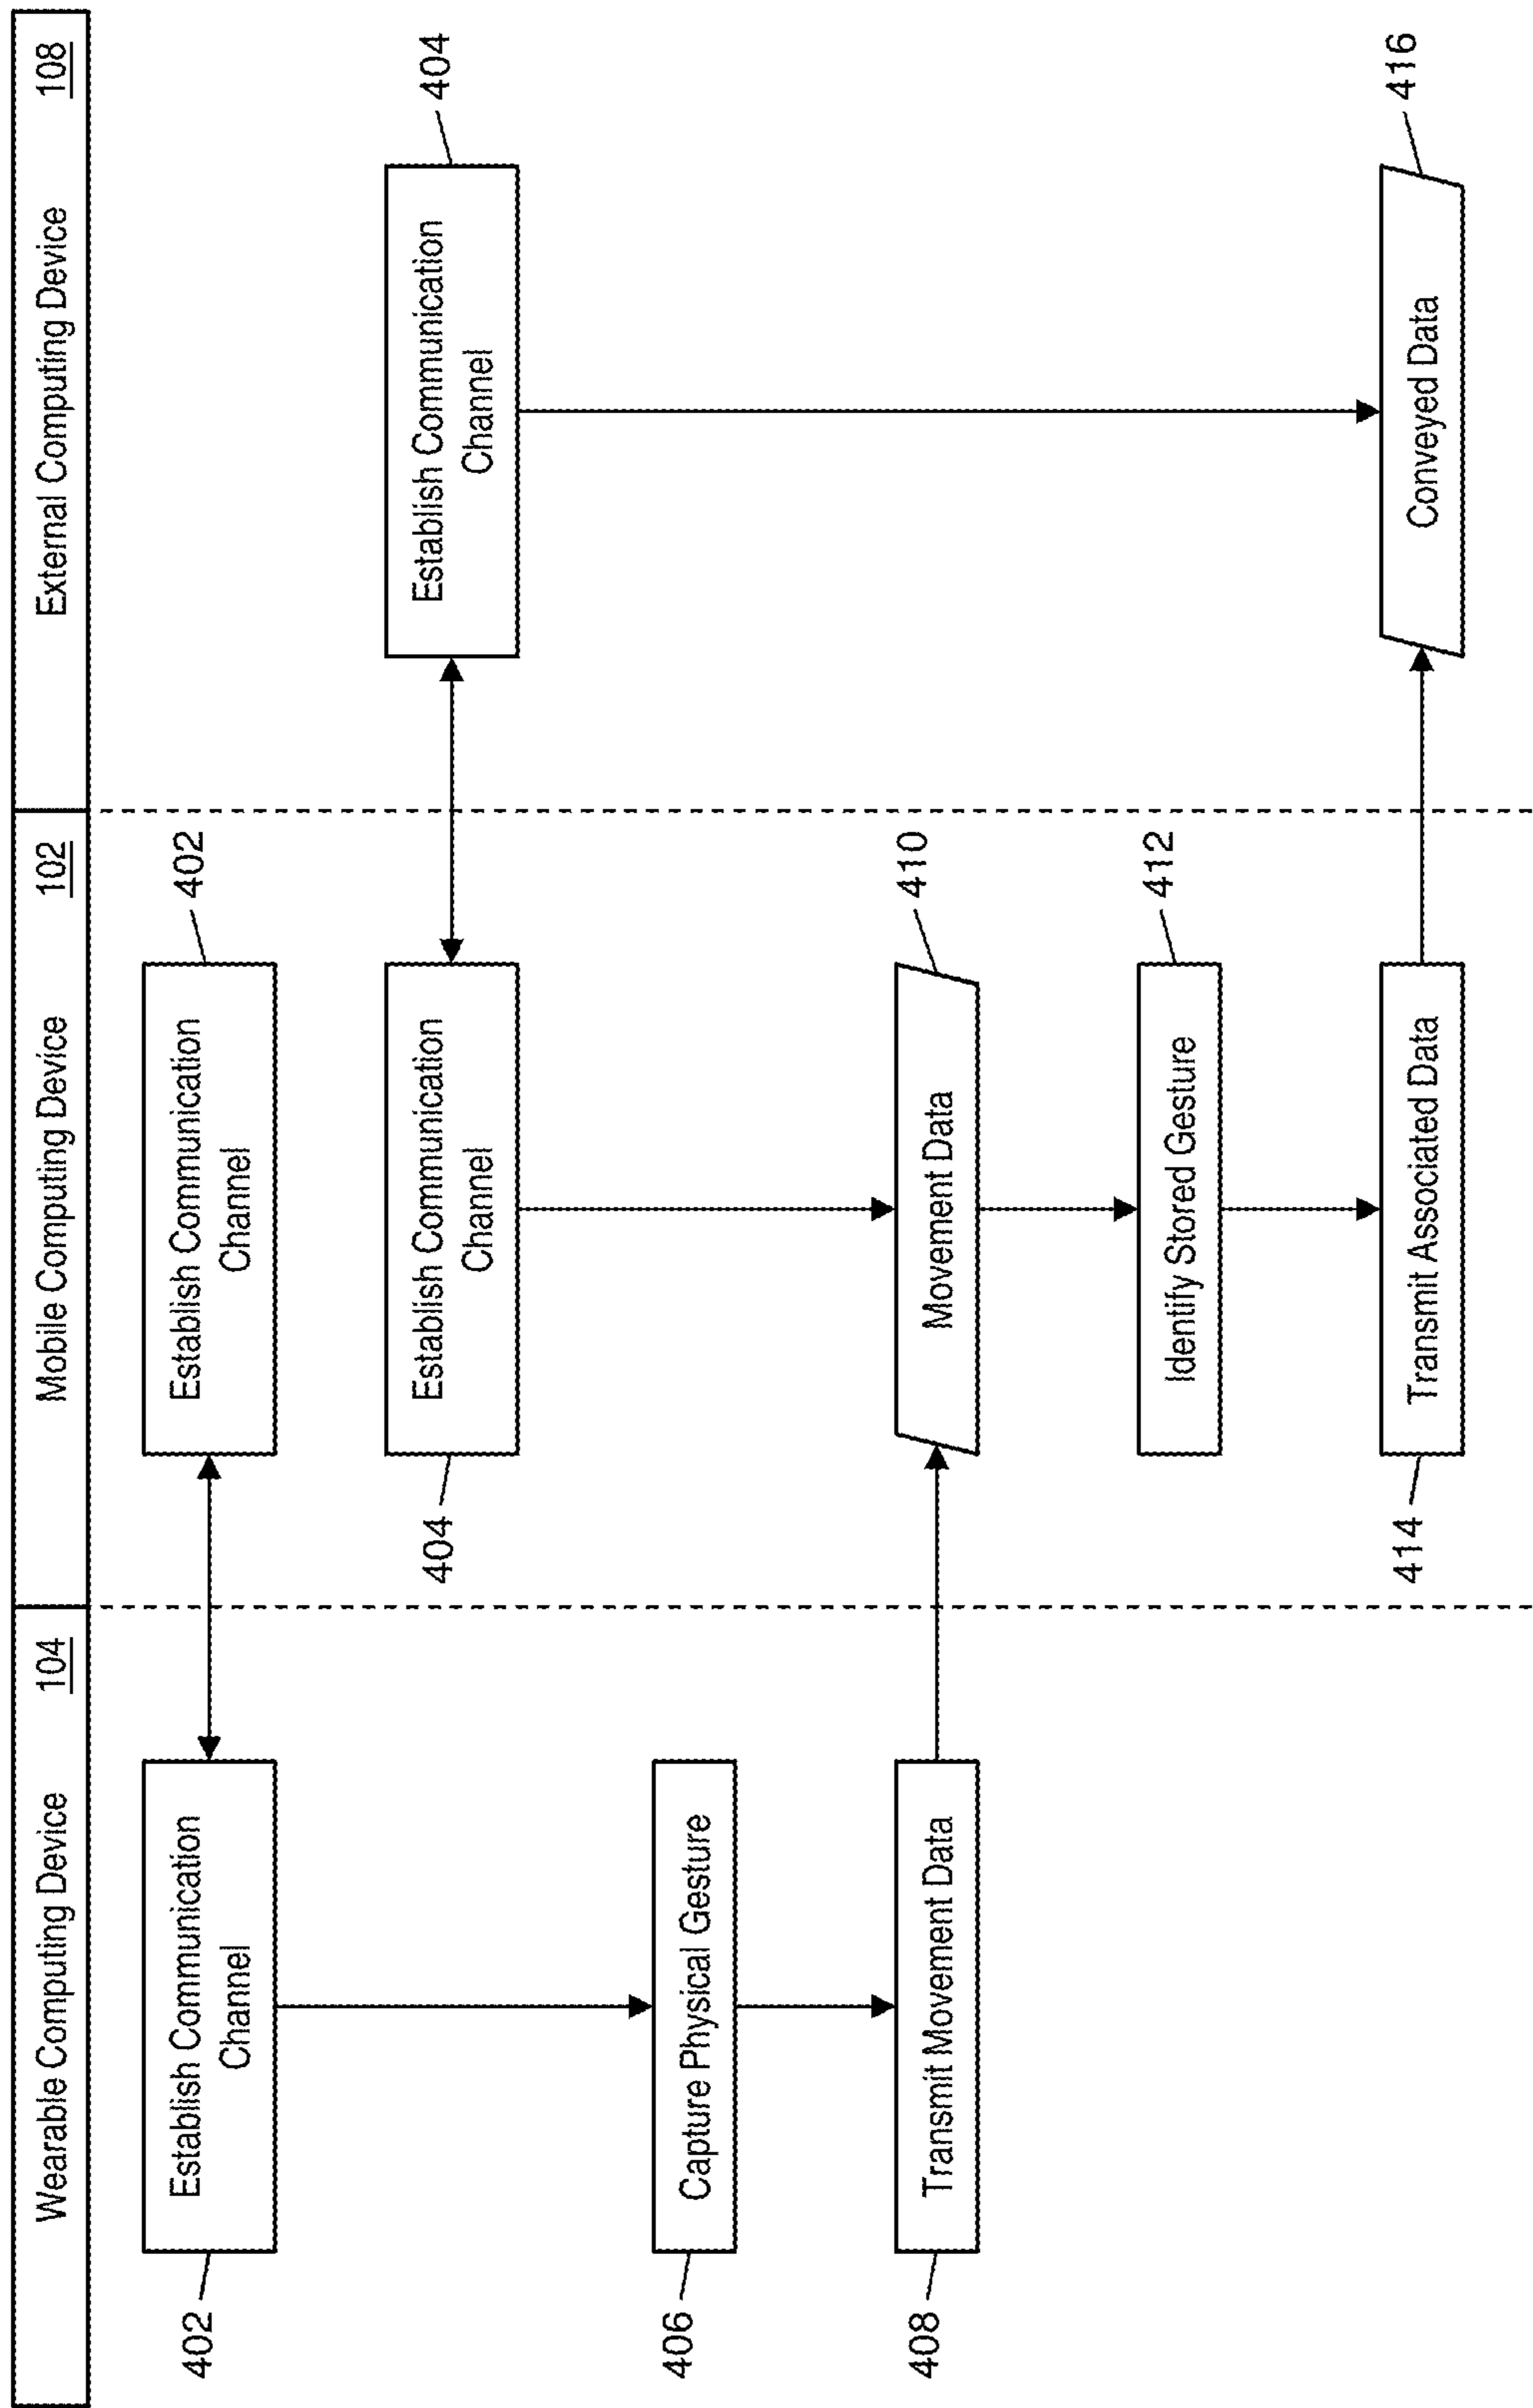 Wearable Computing Device 104
Mobile Computing Device 102
External Computing Device 108
402
Establish Communication
Channel
Establish Communication
Channel
402
404
Establish Communication
Channel
Establish Communication
Channel
404
406
Capture Physical Gesture
408
Transmit Movement Data
Movement Data
410
Identify Stored Gesture
412
414
Transmit Associated Data
Conveyed Data
416